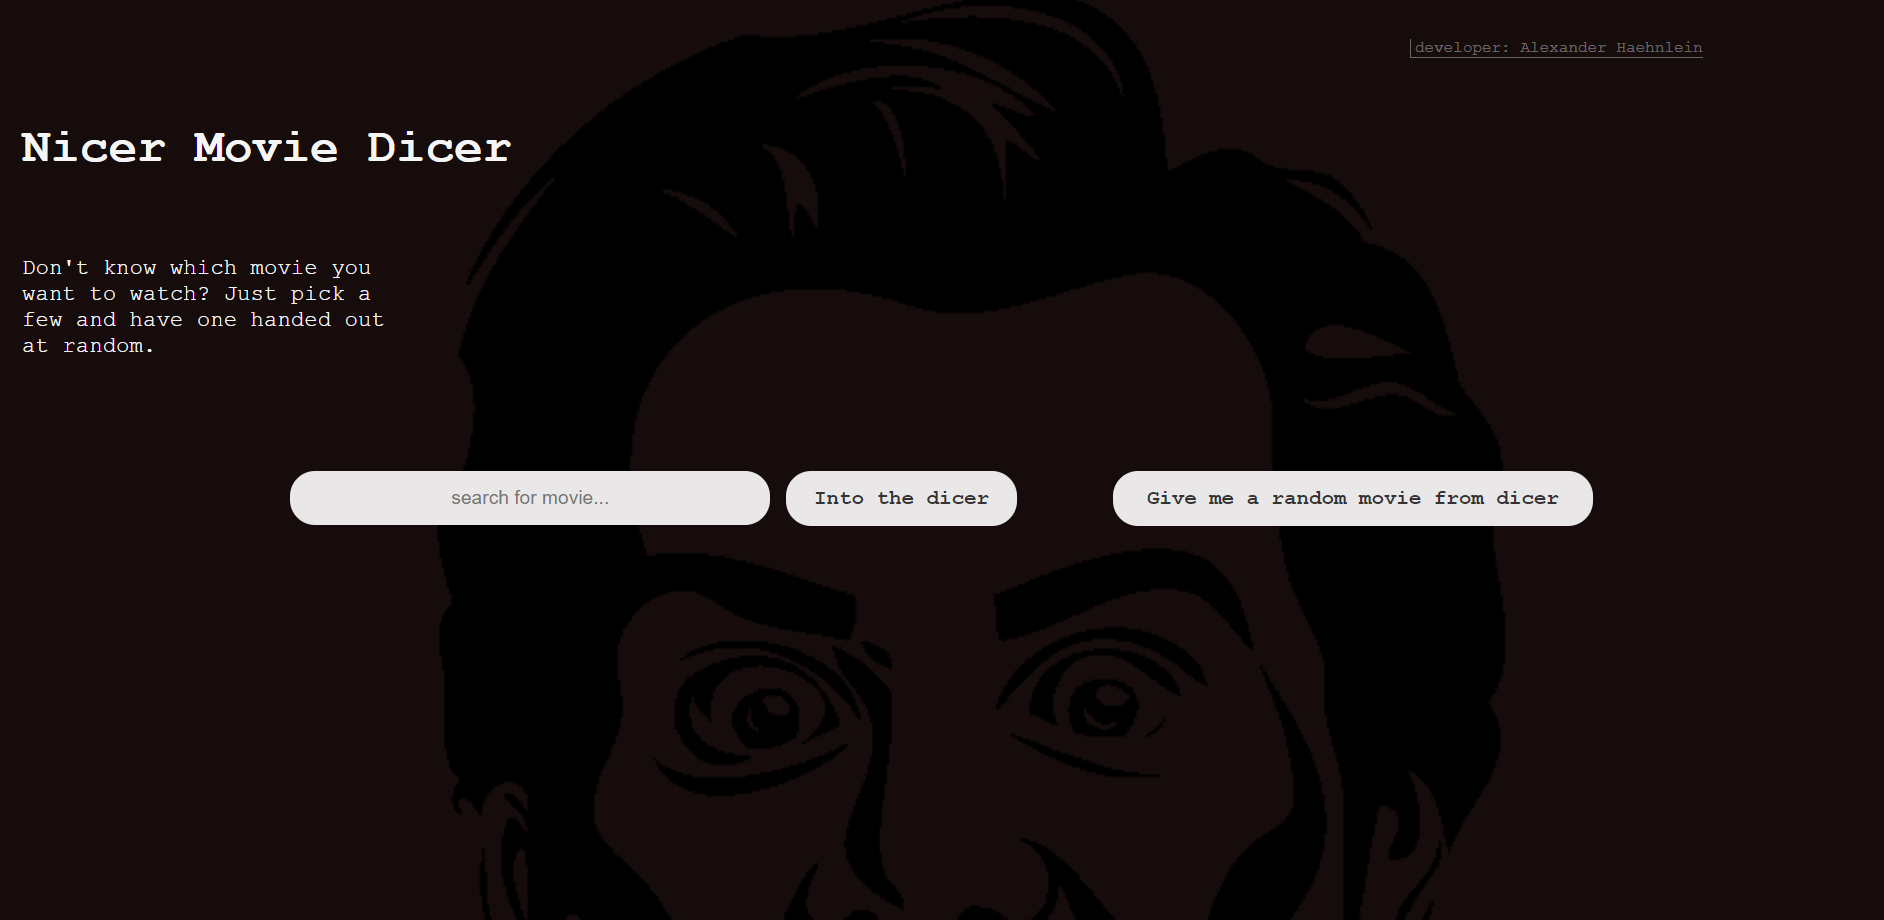 developer: Alexander Haehnlein
Nicer Movie Dicer
Don't know which movie you
want to watch? Just pick a
few and have one handed out
at random.
search for movie...
Into the dicer
Give me a random movie from dicer